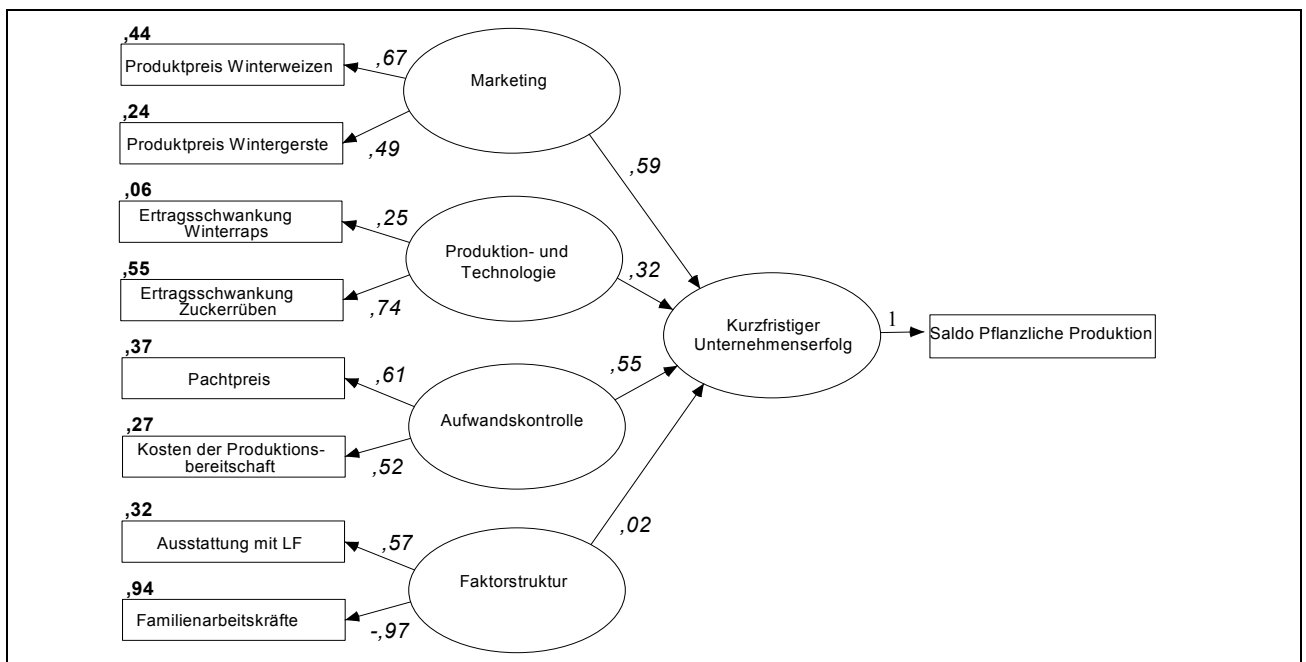 ,44
Produktpreis Winterweizen
,67
,24
Produktpreis Wintergerste
,49
Marketing
,59
,06
Ertragsschwankung
Winterraps
,25
,55
Ertragsschwankung
Zuckerrüben
,74
Produktion- und
Technologie
,32
,37
Pachtpreis
,61
,27
Kosten der Produktions-
bereitschaft
,52
Aufwandskontrolle
,55
,32
Ausstattung mit LF
,57
,94
Familienarbeitskräfte
-,97
Faktorstruktur
,02
Kurzfristiger
Unternehmenserfolg
1
Saldo Pflanzliche Produktion